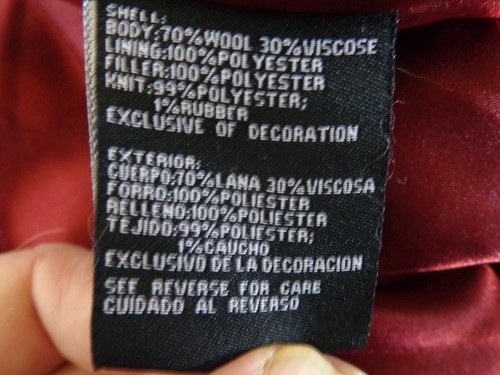 SHELL:
BODY:70%WOOL 30%VISCOSE
LINING:100%POLYESTER
FILLER:100%POLYESTER
KNIT:99%POLYESTER;
1%RUBBER
EXCLUSIVE OF DECORATION
EXTERIOR:
CUERPO:70%LANA 30%VISCOSA
FORRO:100%POLIESTER
RELLENO:100%POLIESTER
TEJIDO:99%POLIESTER;
1%CAUCHO
EXCLUSIVO DE LA DECORACION
SEE REVERSE FOR CARE
CUIDADO AL REVERSO